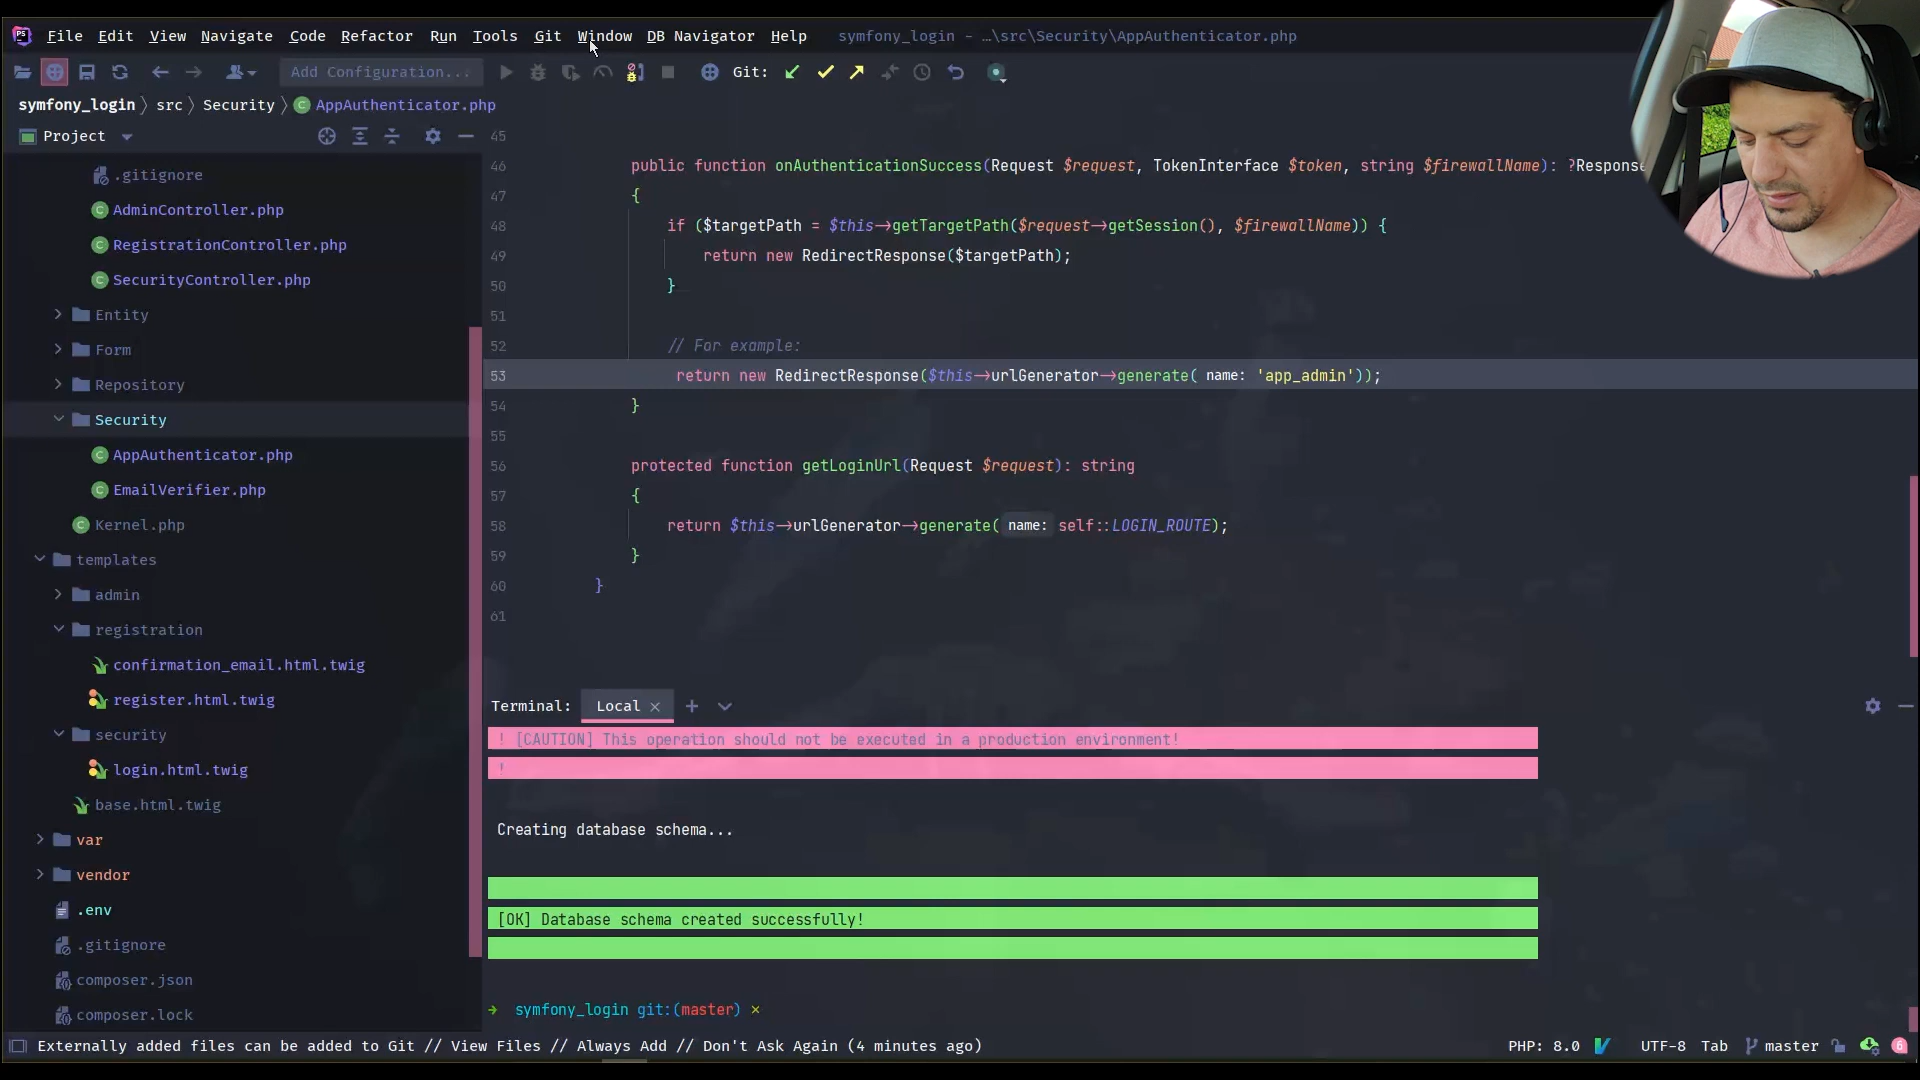 File Edit View Navigate Code Refactor Run Tools Git Window DB Navigator Help symfony_login - …\src\Security\AppAuthenticator.php
Add Configuration... Git:
symfony_login src Security AppAuthenticator.php
Project
.gitignore
AdminController.php
RegistrationController.php
SecurityController.php
Entity
Form
Repository
Security
AppAuthenticator.php
EmailVerifier.php
Kernel.php
templates
admin
registration
confirmation_email.html.twig
register.html.twig
security
login.html.twig
base.html.twig
var
vendor
.env
.gitignore
composer.json
composer.lock
45
46 public function onAuthenticationSuccess(Request $request, TokenInterface $token, string $firewallName): ?Response
47 {
48 if ($targetPath = $this->getTargetPath($request->getSession(), $firewallName)) {
49 return new RedirectResponse($targetPath);
50 }
51
52 // For example:
53 return new RedirectResponse($this->urlGenerator->generate( name: 'app_admin'));
54 }
55
56 protected function getLoginUrl(Request $request): string
57 {
58 return $this->urlGenerator->generate( name: self::LOGIN_ROUTE);
59 }
60 }
61
Terminal: Local
! [CAUTION] This operation should not be executed in a production environment!
!
Creating database schema...
[OK] Database schema created successfully!
→ symfony_login git:(master) ×
Externally added files can be added to Git // View Files // Always Add // Don't Ask Again (4 minutes ago) PHP: 8.0 UTF-8 Tab master 6